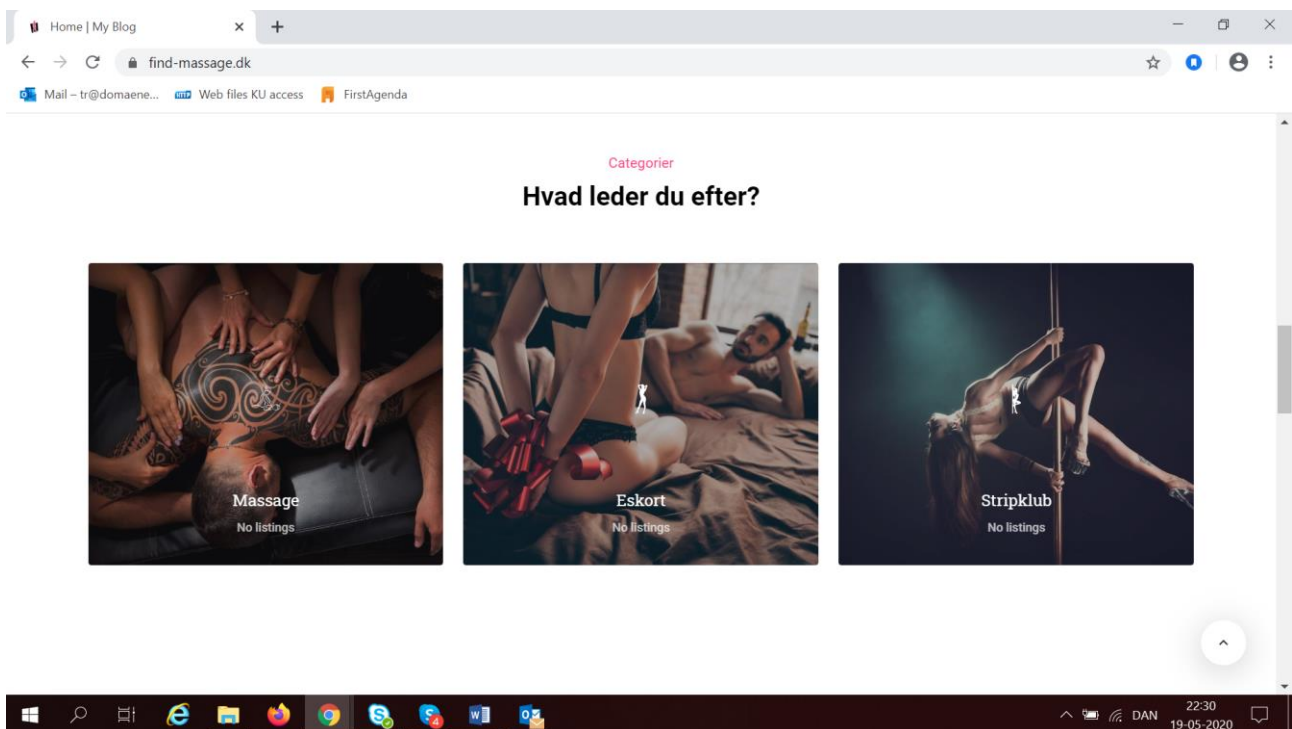 Home | My Blog
find-massage.dk
Mail – tr@domaene... Web files KU access FirstAgenda
Categorier
Hvad leder du efter?
Massage
No listings
Eskort
No listings
Stripklub
No listings
DAN
22:30
19-05-2020